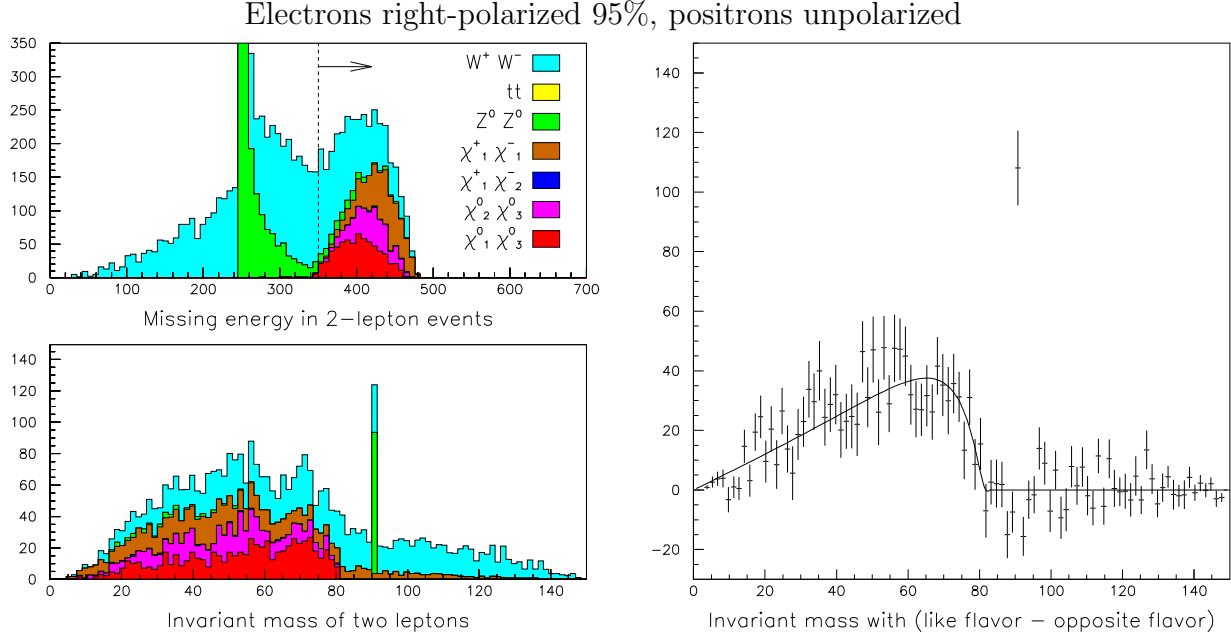 Electrons right-polarized 95%, positrons unpolarized
350
300
250
200
150
100
50
0
0 100 200 300 400 500 600 700
W⁺ W⁻
tt
Z⁰ Z⁰
χ⁺₁ χ⁻₁
χ⁺₁ χ⁻₂
χ⁰₂ χ⁰₃
χ⁰₁ χ⁰₃
Missing energy in 2-lepton events
140
120
100
80
60
40
20
0
0 20 40 60 80 100 120 140
Invariant mass of two leptons
140
120
100
80
60
40
20
0
−20
0 20 40 60 80 100 120 140
Invariant mass with (like flavor − opposite flavor)